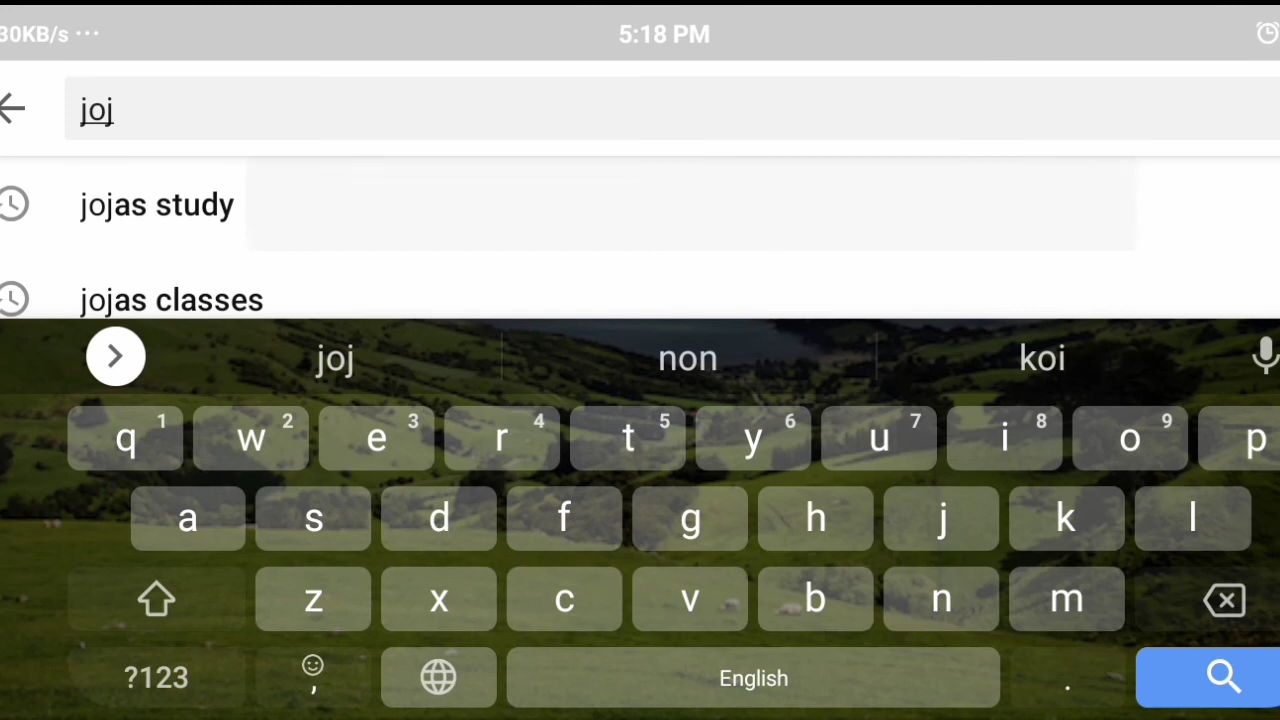 30KB/s ... 5:18 PM
joj
jojas study
jojas classes
joj non koi
q 1 w 2 e 3 r 4 t 5 y 6 u 7 i 8 o 9 p
a s d f g h j k l
z x c v b n m
?123 , English .